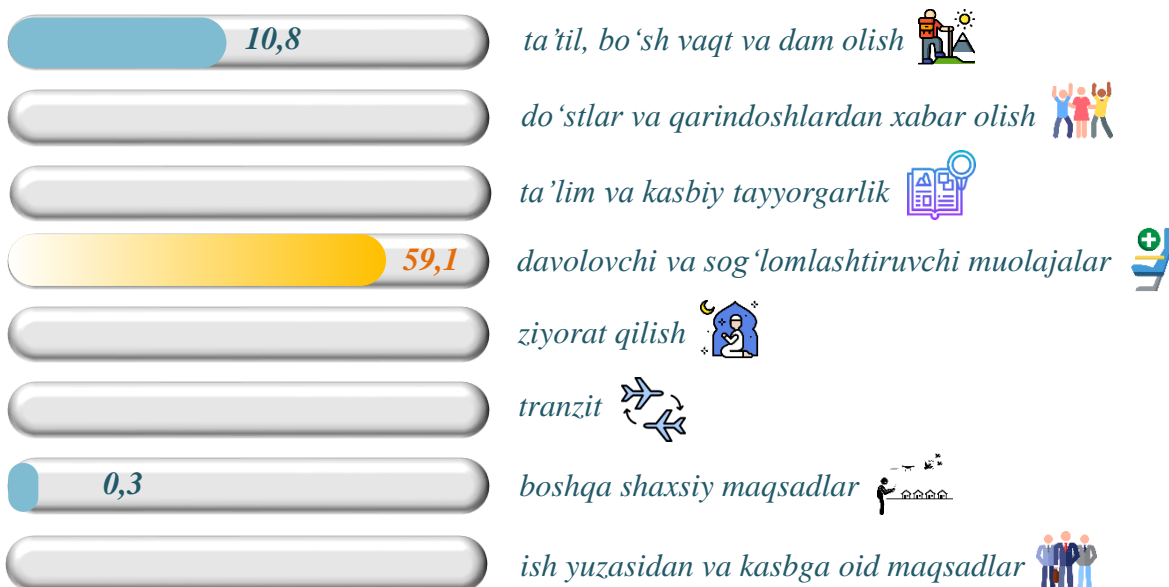 10,8 ta’til, bo‘sh vaqt va dam olish
do‘stlar va qarindoshlardan xabar olish
ta’lim va kasbiy tayyorgarlik
59,1 davolovchi va sog‘lomlashtiruvchi muolajalar
ziyorat qilish
tranzit
0,3 boshqa shaxsiy maqsadlar
ish yuzasidan va kasbga oid maqsadlar